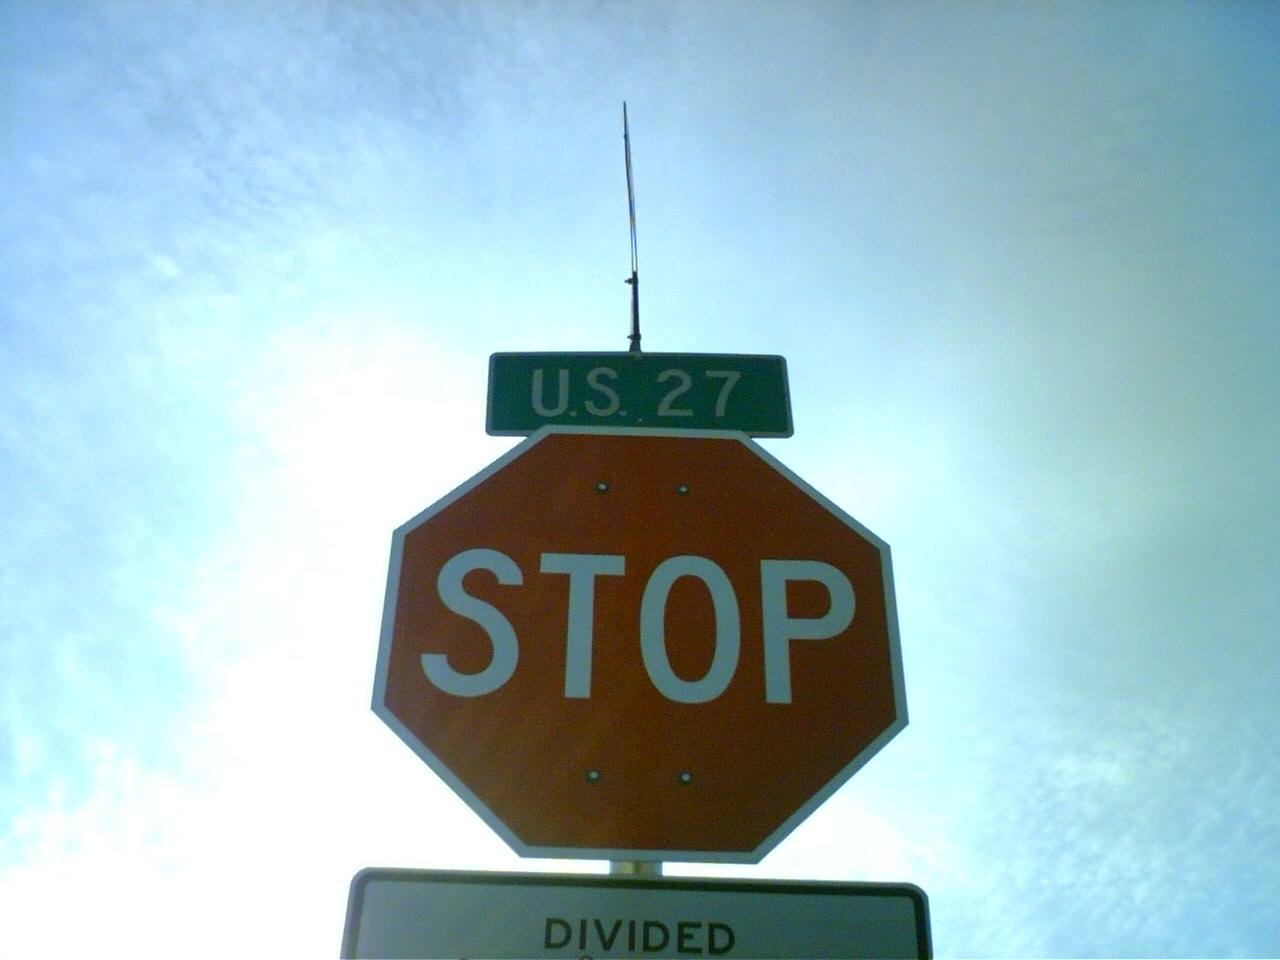 U.S. 27
STOP
DIVIDED